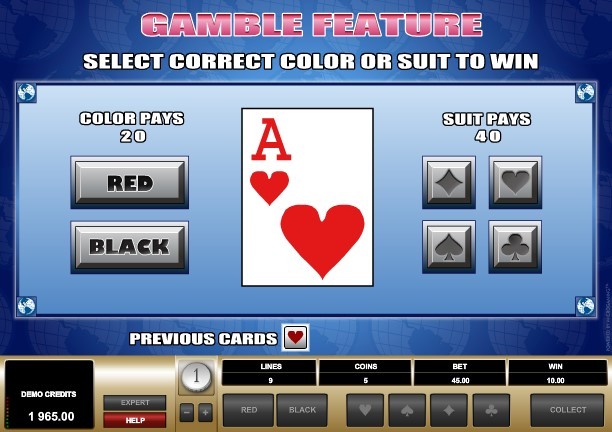 GAMBLE FEATURE
SELECT CORRECT COLOR OR SUIT TO WIN
COLOR PAYS
20
RED
BLACK
A
SUIT PAYS
40
PREVIOUS CARDS
DEMO CREDITS
1 965.00
EXPERT
HELP
1
LINES
9
COINS
5
BET
45.00
WIN
10.00
RED
BLACK
COLLECT